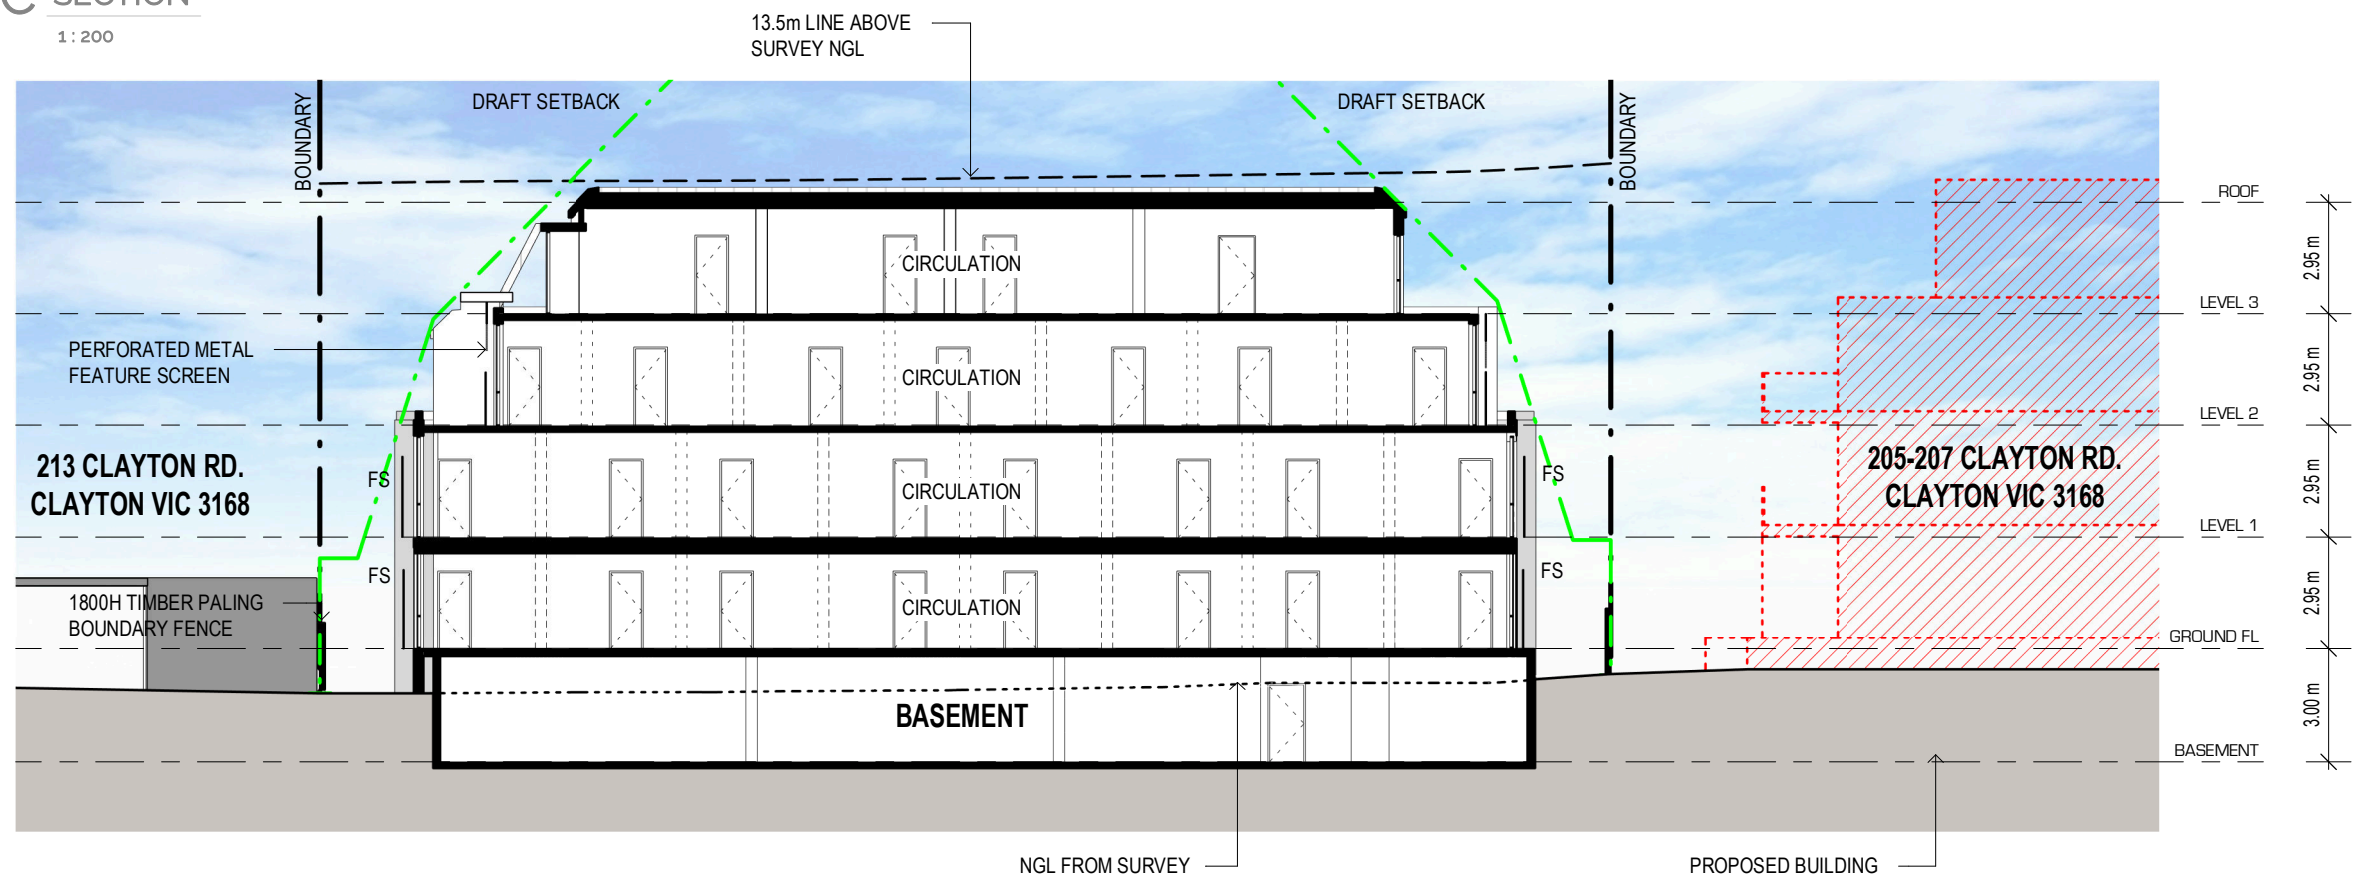 SECTION
1:200
13.5m LINE ABOVE
SURVEY NGL
BOUNDARY
DRAFT SETBACK
DRAFT SETBACK
BOUNDARY
ROOF
2.95 m
CIRCULATION
LEVEL 3
PERFORATED METAL
FEATURE SCREEN
CIRCULATION
2.95 m
LEVEL 2
213 CLAYTON RD.
CLAYTON VIC 3168
FS
CIRCULATION
FS
205-207 CLAYTON RD.
CLAYTON VIC 3168
2.95 m
LEVEL 1
FS
FS
1800H TIMBER PALING
BOUNDARY FENCE
CIRCULATION
2.95 m
GROUND FL
BASEMENT
3.00 m
BASEMENT
NGL FROM SURVEY
PROPOSED BUILDING